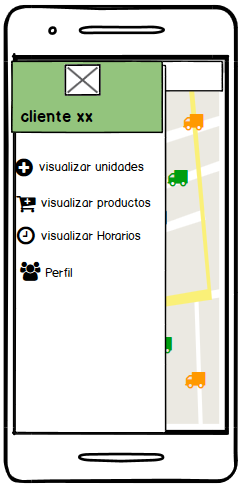 cliente xx
visualizar unidades
visualizar productos
visualizar Horarios
Perfil